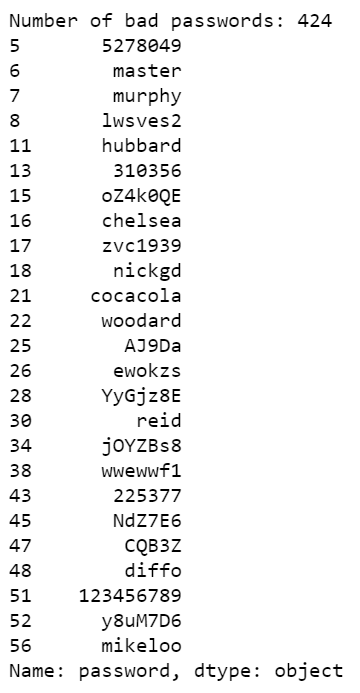 Number of bad passwords: 424
5 5278049
6 master
7 murphy
8 lwsves2
11 hubbard
13 310356
15 oZ4k0QE
16 chelsea
17 zvc1939
18 nickgd
21 cocacola
22 woodard
25 AJ9Da
26 ewokzs
28 YyGjz8E
30 reid
34 jOYZBs8
38 wwewwf1
43 225377
45 NdZ7E6
47 CQB3Z
48 diffo
51 123456789
52 y8uM7D6
56 mikeloo
Name: password, dtype: object